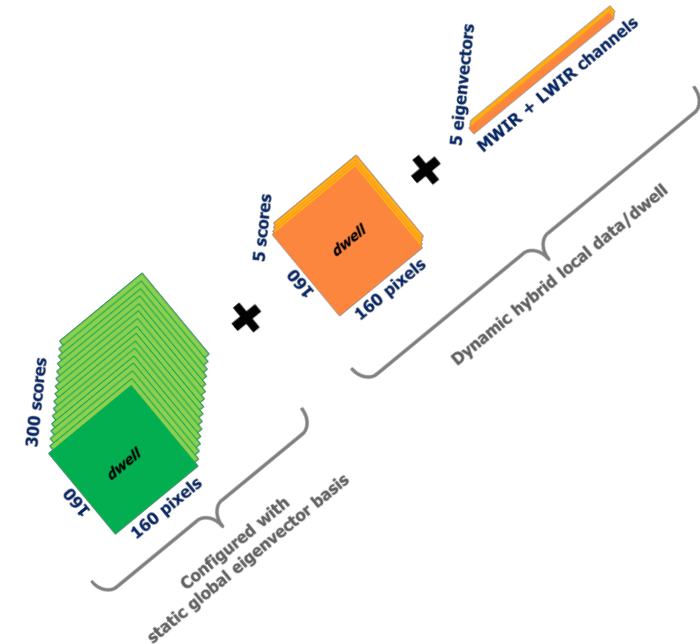 5 eigenvectors
MWIR + LWIR channels
5 scores
dwell
160
160 pixels
Dynamic hybrid local data/dwell
300 scores
dwell
160
160 pixels
Configured with
static global eigenvector basis